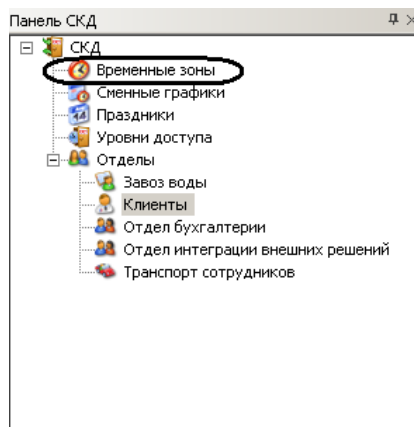 Панель СКД
СКД
Временные зоны
Сменные графики
Праздники
Уровни доступа
Отделы
Завоз воды
Клиенты
Отдел бухгалтерии
Отдел интеграции внешних решений
Транспорт сотрудников